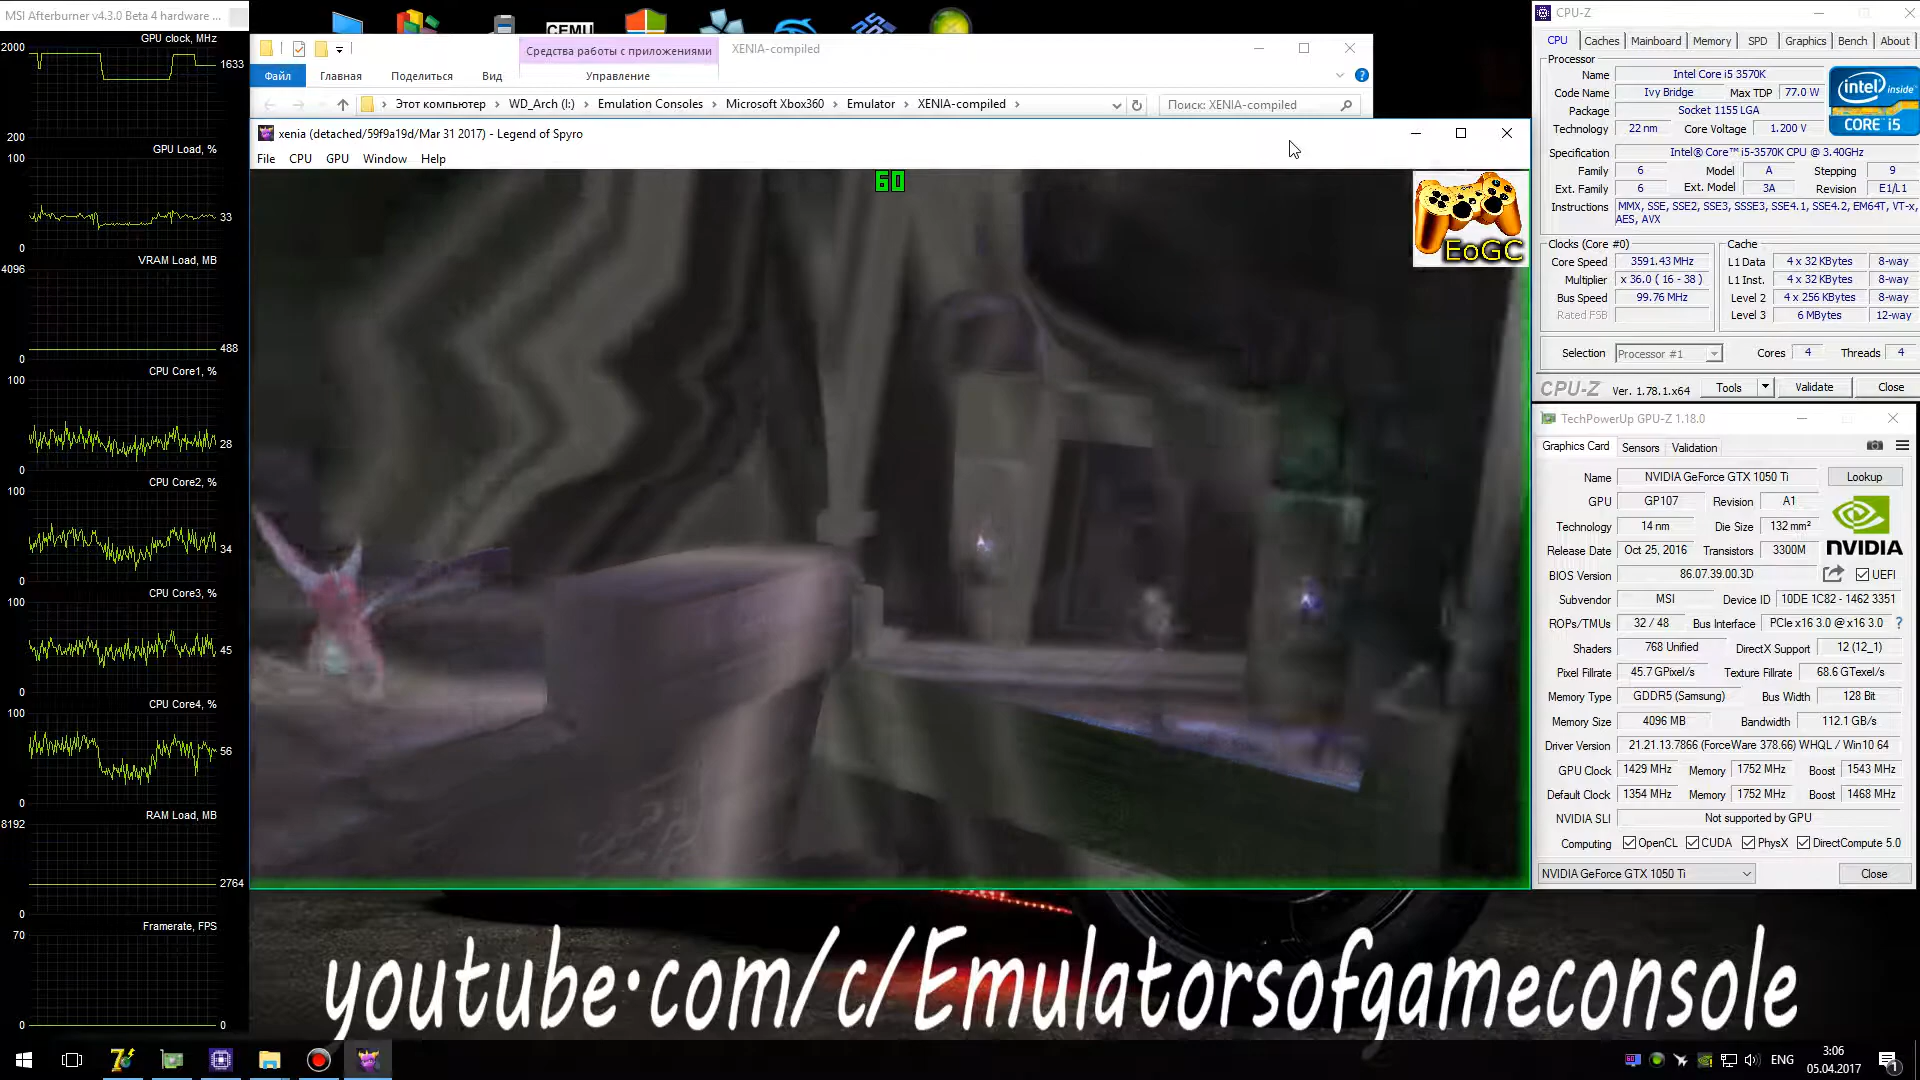 MSI Afterburner v4.3.0 Beta 4 hardware ...
GPU clock, MHz
2000
1633
200
GPU Load, %
100
33
0
VRAM Load, MB
4096
488
0
CPU Core1, %
100
28
0
CPU Core2, %
100
34
0
CPU Core3, %
100
45
0
CPU Core4, %
100
56
0
RAM Load, MB
8192
2764
0
Framerate, FPS
70
0
0
CEMU
Средства работы с приложениями
XENIA-compiled
Файл
Главная
Поделиться
Вид
Управление
Этот компьютер
WD_Arch (I:)
Emulation Consoles
Microsoft Xbox360
Emulator
XENIA-compiled
Поиск: XENIA-compiled
xenia (detached/59f9a19d/Mar 31 2017) - Legend of Spyro
File CPU GPU Window Help
60
EoGC
CPU-Z
CPU Caches Mainboard Memory SPD Graphics Bench About
Processor
Name Intel Core i5 3570K
Code Name Ivy Bridge Max TDP 77.0 W
Package Socket 1155 LGA
Technology 22 nm Core Voltage 1.200 V
intel inside
CORE i5
Specification Intel® Core™ i5-3570K CPU @ 3.40GHz
Family 6 Model A Stepping 9
Ext. Family 6 Ext. Model 3A Revision E1/L1
Instructions MMX, SSE, SSE2, SSE3, SSSE3, SSE4.1, SSE4.2, EM64T, VT-x,
AES, AVX
Clocks (Core #0)
Core Speed 3591.43 MHz
Multiplier x 36.0 ( 16 - 38 )
Bus Speed 99.76 MHz
Rated FSB
Cache
L1 Data 4 x 32 KBytes 8-way
L1 Inst. 4 x 32 KBytes 8-way
Level 2 4 x 256 KBytes 8-way
Level 3 6 MBytes 12-way
Selection Processor #1 Cores 4 Threads 4
CPU-Z Ver. 1.78.1.x64 Tools Validate Close
TechPowerUp GPU-Z 1.18.0
Graphics Card Sensors Validation
Name NVIDIA GeForce GTX 1050 Ti Lookup
GPU GP107 Revision A1
Technology 14 nm Die Size 132 mm²
Release Date Oct 25, 2016 Transistors 3300M
NVIDIA
BIOS Version 86.07.39.00.3D UEFI
Subvendor MSI Device ID 10DE 1C82 - 1462 3351
ROPs/TMUs 32 / 48 Bus Interface PCIe x16 3.0 @ x16 3.0 ?
Shaders 768 Unified DirectX Support 12 (12_1)
Pixel Fillrate 45.7 GPixel/s Texture Fillrate 68.6 GTexel/s
Memory Type GDDR5 (Samsung) Bus Width 128 Bit
Memory Size 4096 MB Bandwidth 112.1 GB/s
Driver Version 21.21.13.7866 (ForceWare 378.66) WHQL / Win10 64
GPU Clock 1429 MHz Memory 1752 MHz Boost 1543 MHz
Default Clock 1354 MHz Memory 1752 MHz Boost 1468 MHz
NVIDIA SLI Not supported by GPU
Computing OpenCL CUDA PhysX DirectCompute 5.0
NVIDIA GeForce GTX 1050 Ti Close
youtube.com/c/Emulatorsofgameconsole
ENG
3:06
05.04.2017
1